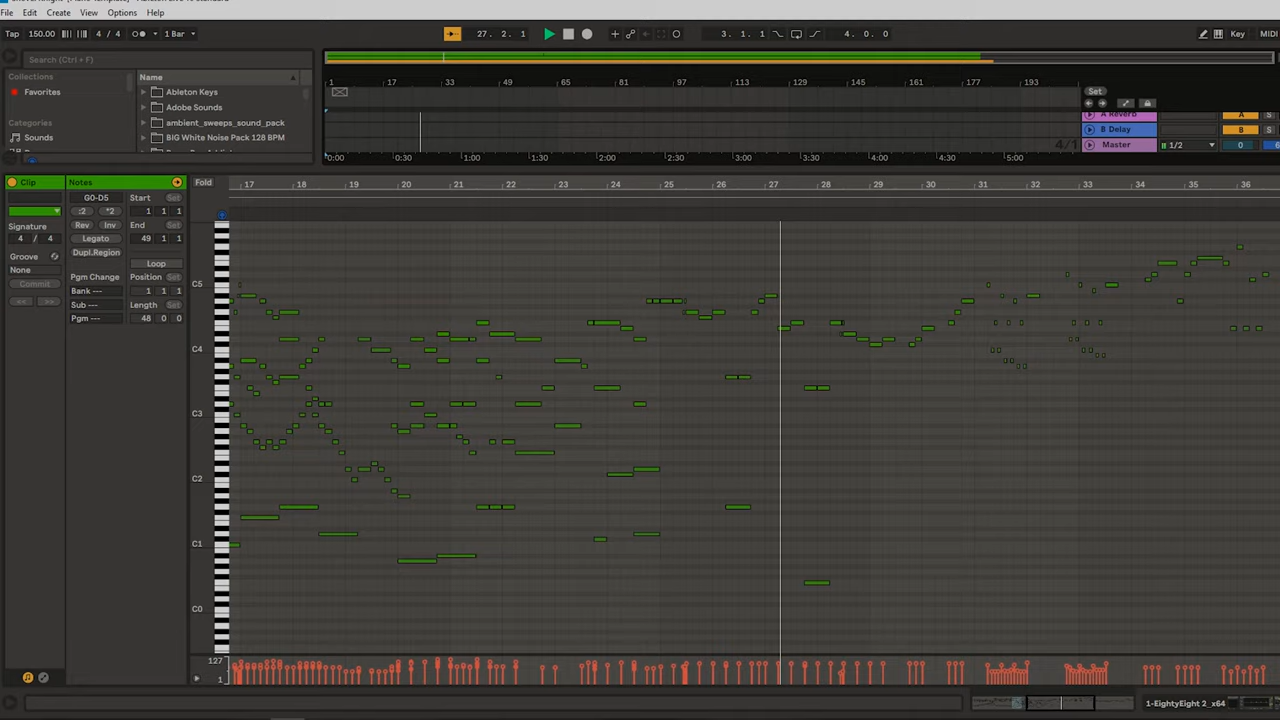 File Edit Create View Options Help
Tap 150.00 4 / 4 1 Bar 27. 2. 1 3. 1. 1 4. 0. 0 Key MIDI
Search (Ctrl + F)
Collections
Favorites
Categories
Sounds
Name
Ableton Keys
Adobe Sounds
ambient_sweeps_sound_pack
BIG White Noise Pack 128 BPM
1 17 33 49 65 81 97 113 129 145 161 177 193
Set
A Reverb A S
B Delay B S
Master 1/2 0 6
4/1
0:00 0:30 1:00 1:30 2:00 2:30 3:00 3:30 4:00 4:30 5:00
Clip Notes Fold
17 18 19 20 21 22 23 24 25 26 27 28 29 30 31 32 33 34 35 36
G0-D5 Start Set
:2 *2 1 1 1
Signature Rev Inv End Set
4 / 4 Legato 49 1 1
Groove Dupl.Region
None Loop
Commit Pgm Change Position Set
<< >> Bank --- 1 1 1
Sub --- Length Set
Pgm --- 48 0 0
C5
C4
C3
C2
C1
C0
127
1
1-EightyEight 2_x64